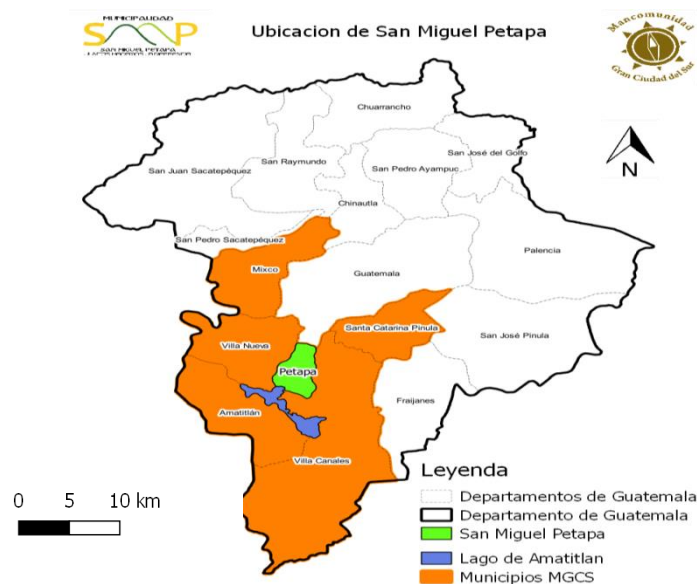 MUNICIPALIDAD
SAN MIGUEL PETAPA
Ubicacion de San Miguel Petapa
Mancomunidad
Gran Ciudad del Sur
N
Chuarrancho
San José del Golfo
San Raymundo
San Pedro Ayampuc
San Juan Sacatepéquez
Chinautla
San Pedro Sacatepéquez
Palencia
Mixco
Guatemala
Santa Catarina Pinula
San José Pinula
Villa Nueva
Petapa
Fraijanes
Amatitlán
Villa Canales
0 5 10 km
Leyenda
Departamentos de Guatemala
Departamento de Guatemala
San Miguel Petapa
Lago de Amatitlan
Municipios MGCS